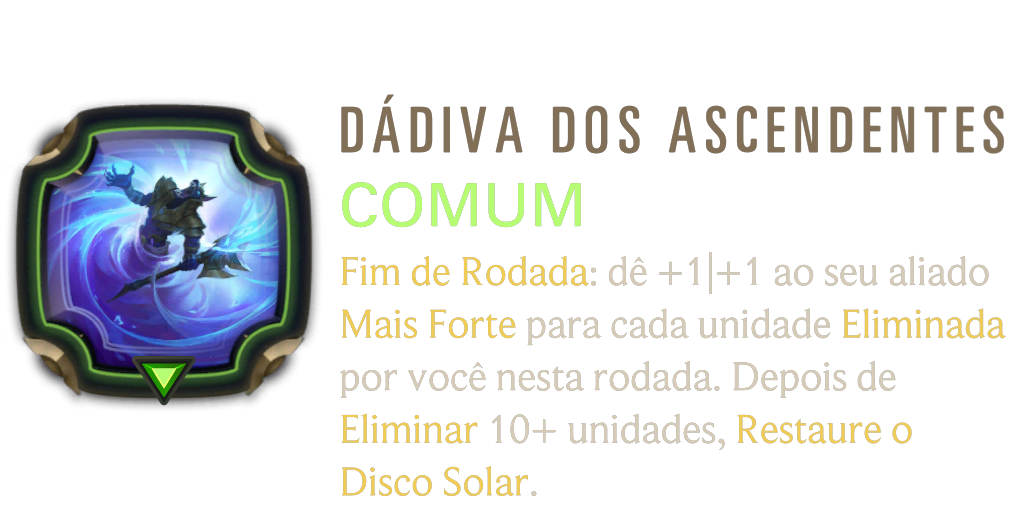 DÁDIVA DOS ASCENDENTES
COMUM
Fim de Rodada: dê +1|+1 ao seu aliado
Mais Forte para cada unidade Eliminada
por você nesta rodada. Depois de
Eliminar 10+ unidades, Restaure o
Disco Solar.